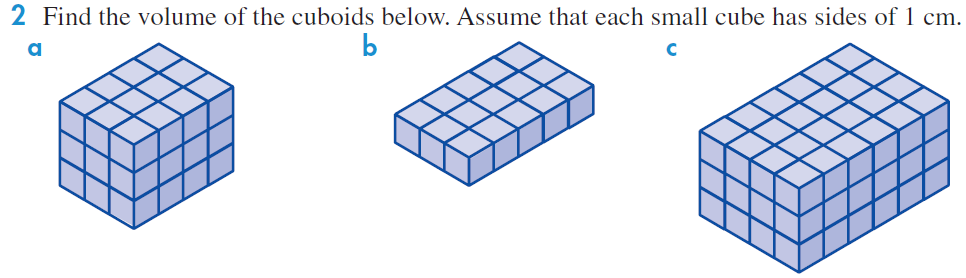 2 Find the volume of the cuboids below. Assume that each small cube has sides of 1 cm.
a b c